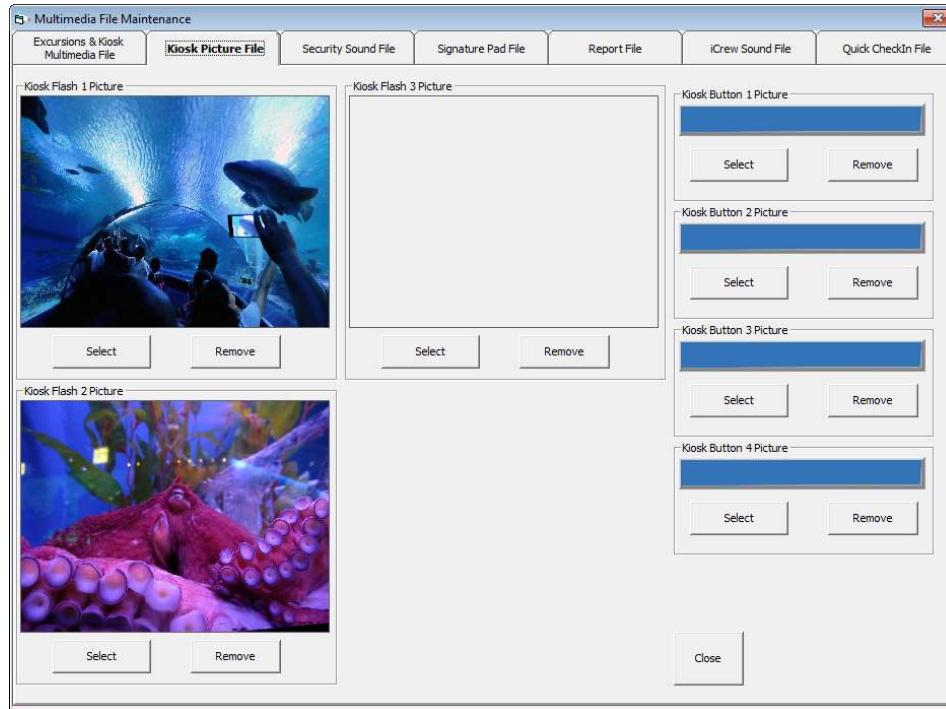 Multimedia File Maintenance
Excursions & Kiosk
Multimedia File
Kiosk Picture File
Security Sound File
Signature Pad File
Report File
iCrew Sound File
Quick CheckIn File
Kiosk Flash 1 Picture
Select
Remove
Kiosk Flash 2 Picture
Select
Remove
Kiosk Flash 3 Picture
Select
Remove
Kiosk Button 1 Picture
Select
Remove
Kiosk Button 2 Picture
Select
Remove
Kiosk Button 3 Picture
Select
Remove
Kiosk Button 4 Picture
Select
Remove
Close